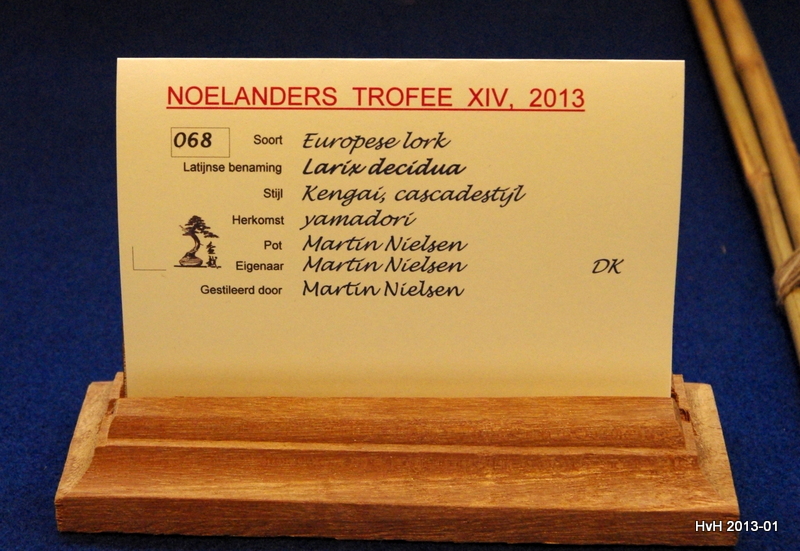 NOELANDERS TROFEE XIV, 2013
068 Soort Europese lork
Latijnse benaming Larix decidua
Stijl Kengai, cascadestijl
Herkomst yamadori
Pot Martin Nielsen
Eigenaar Martin Nielsen DK
Gestileerd door Martin Nielsen
HvH 2013-01